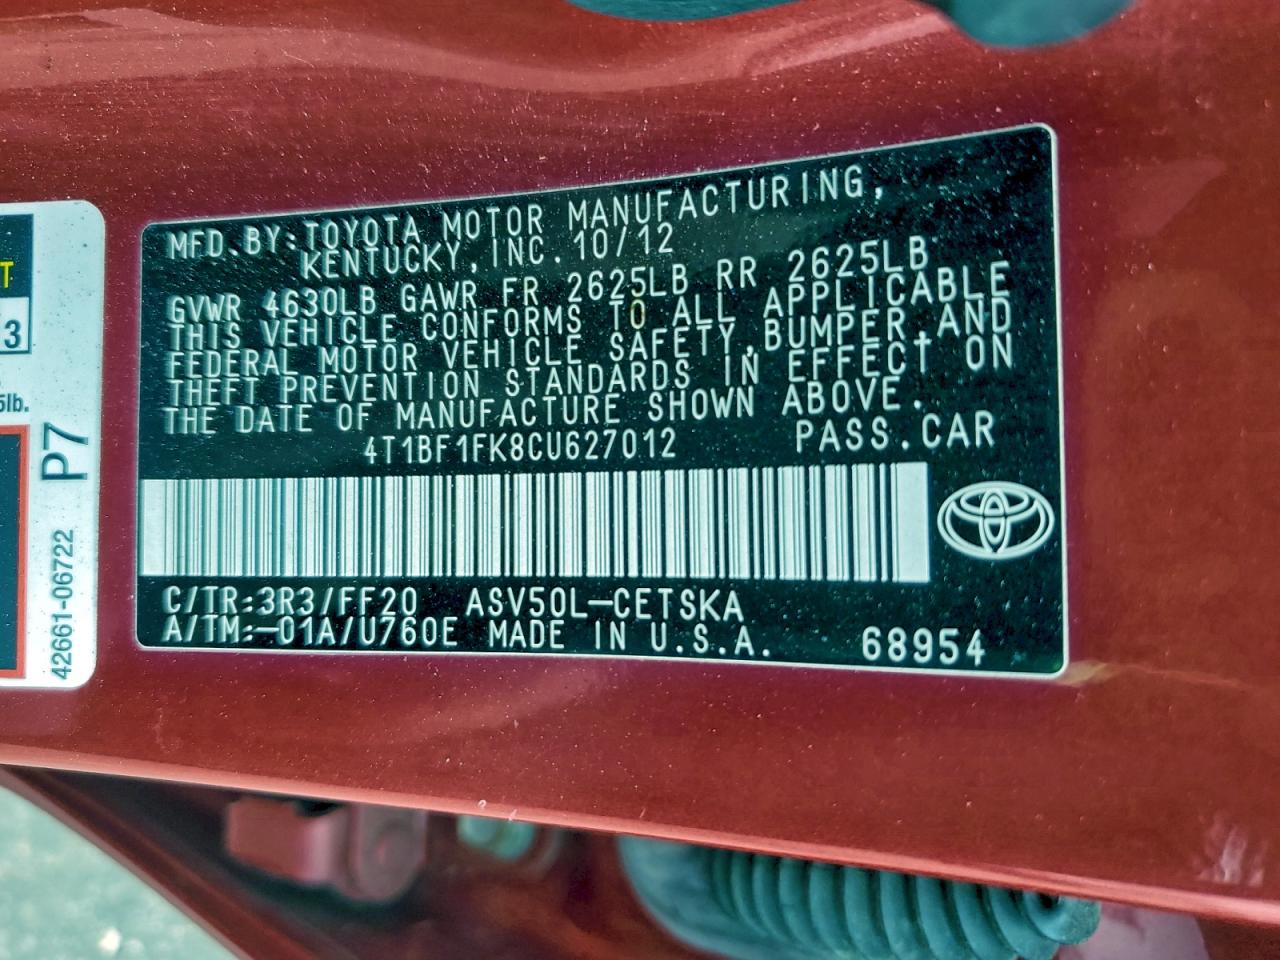 MFD.BY:TOYOTA MOTOR MANUFACTURING,
KENTUCKY, INC. 10/12
GVWR 4630LB GAWR FR 2625LB RR 2625LB
THIS VEHICLE CONFORMS TO ALL APPLICABLE
FEDERAL MOTOR VEHICLE SAFETY, BUMPER, AND
THEFT PREVENTION STANDARDS IN EFFECT ON
THE DATE OF MANUFACTURE SHOWN ABOVE.
4T1BF1FK8CU627012 PASS.CAR
C/TR:3R3/FF20 ASV50L-CETSKA
A/TM:-01A/U760E MADE IN U.S.A. 68954
T
3
5lb.
P7
42661-06722